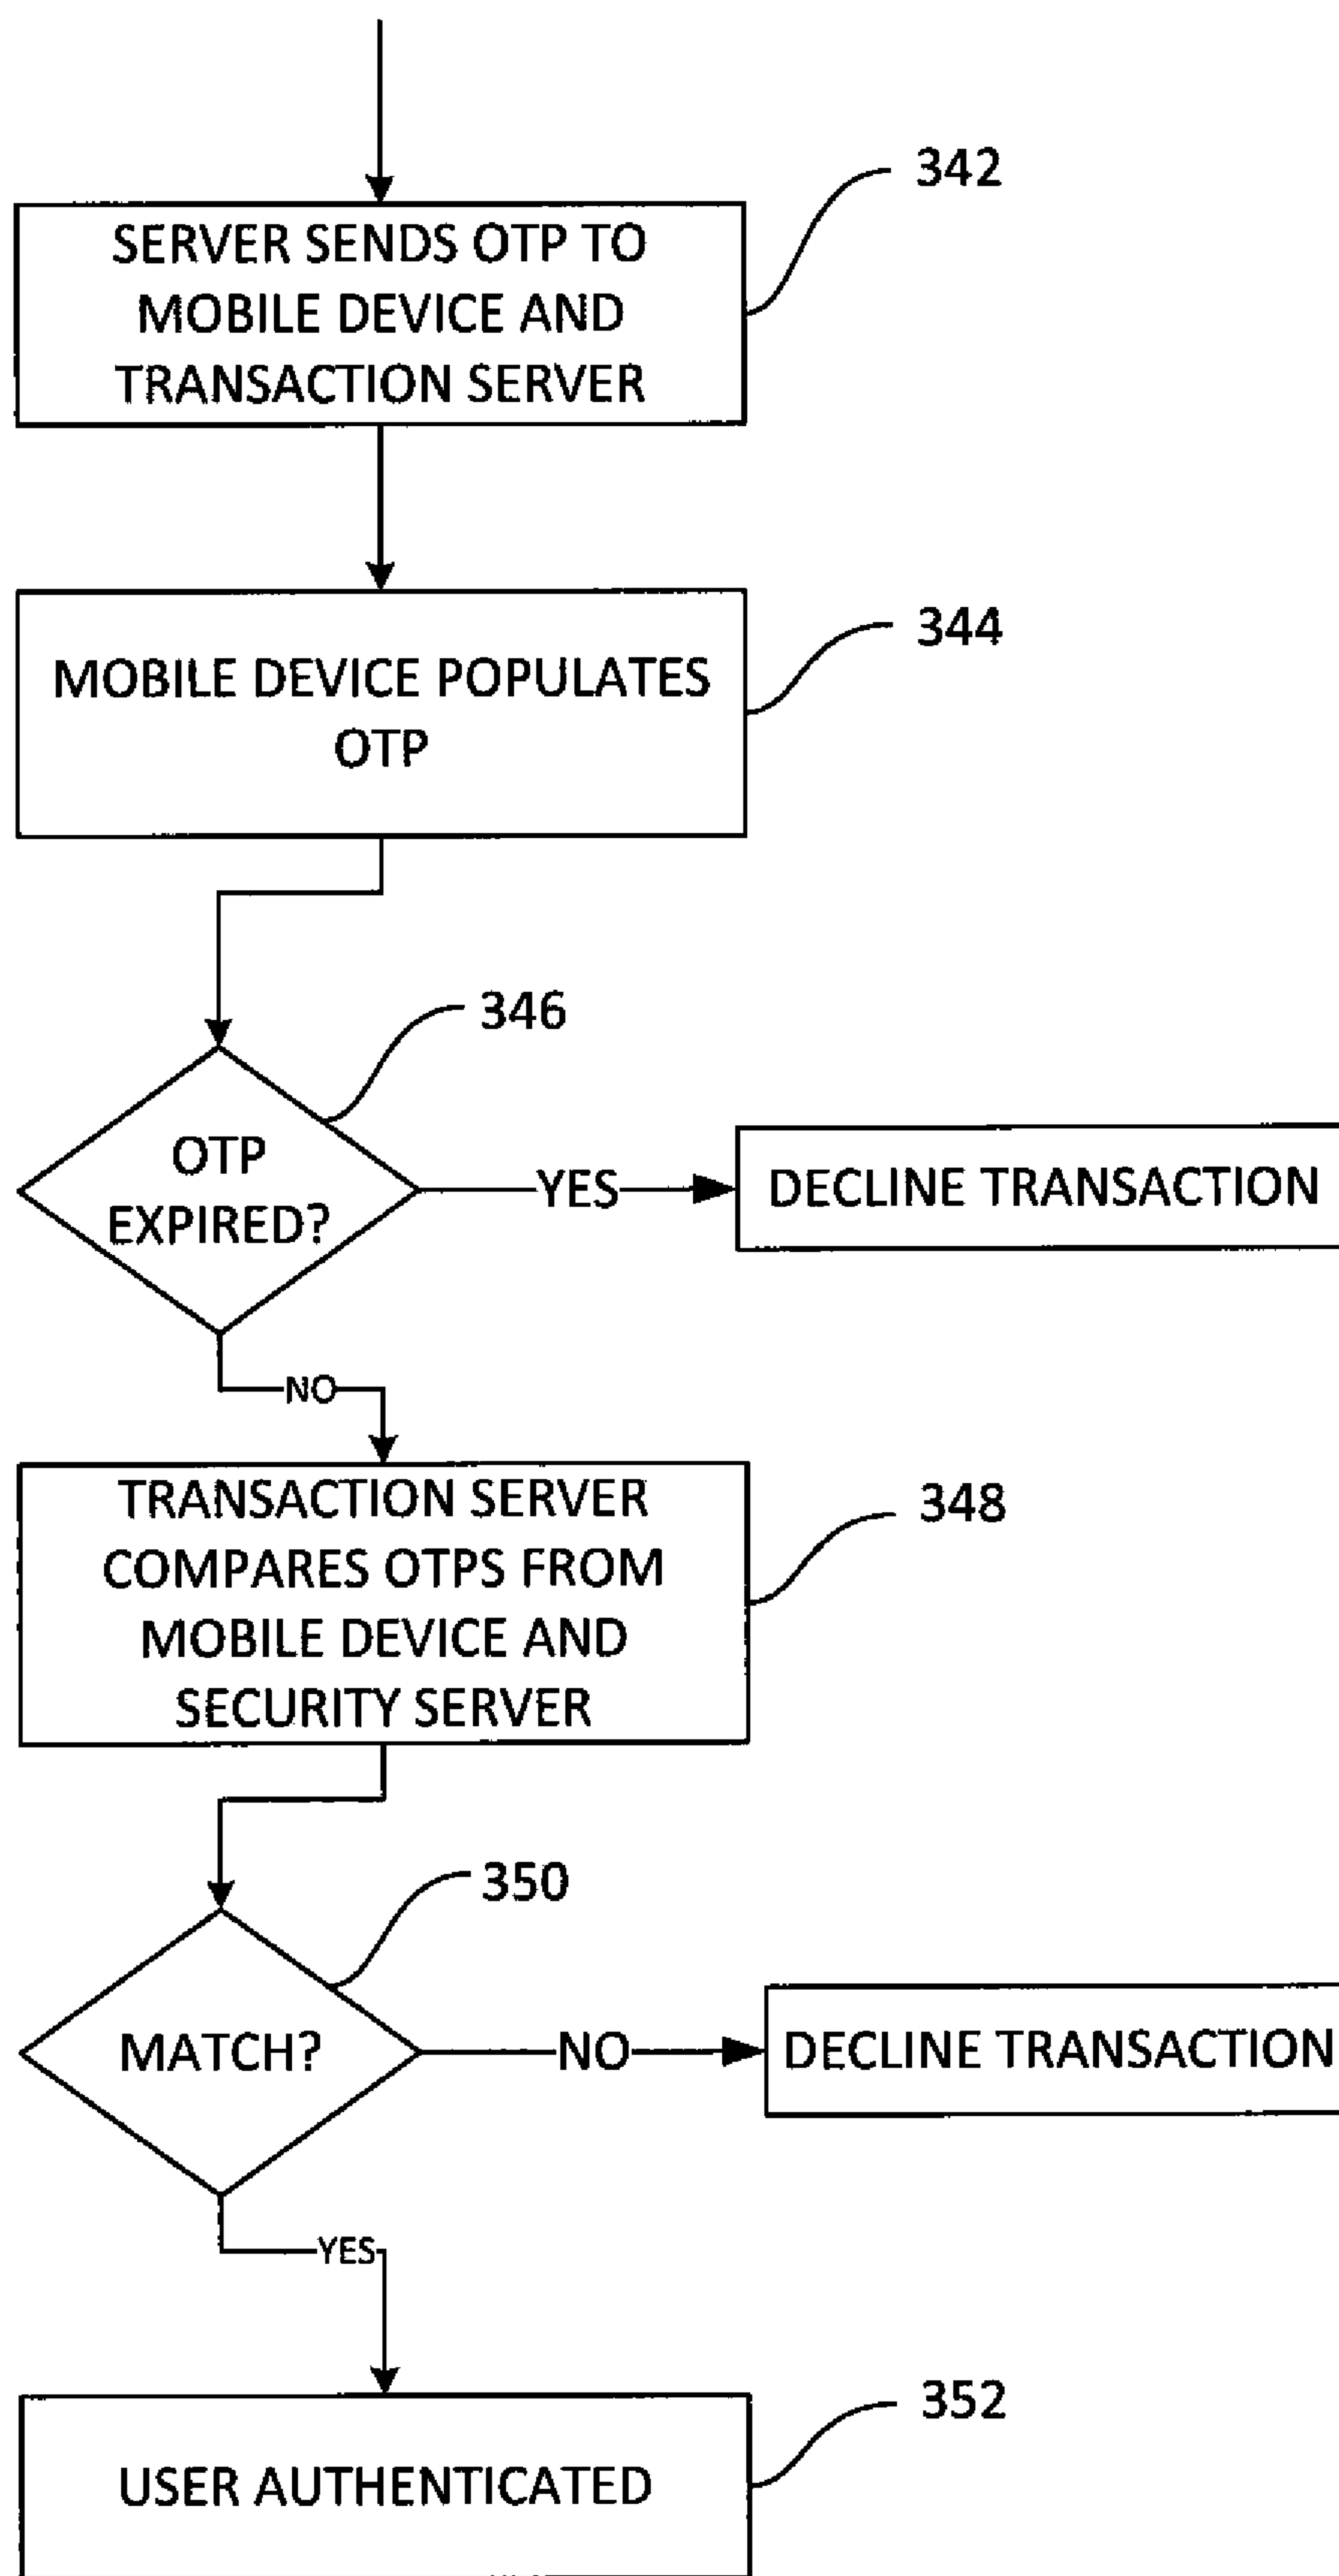 342
SERVER SENDS OTP TO
MOBILE DEVICE AND
TRANSACTION SERVER
344
MOBILE DEVICE POPULATES
OTP
346
OTP
EXPIRED?
YES
DECLINE TRANSACTION
NO
TRANSACTION SERVER
COMPARES OTPS FROM
MOBILE DEVICE AND
SECURITY SERVER
348
350
MATCH?
NO
DECLINE TRANSACTION
YES
352
USER AUTHENTICATED